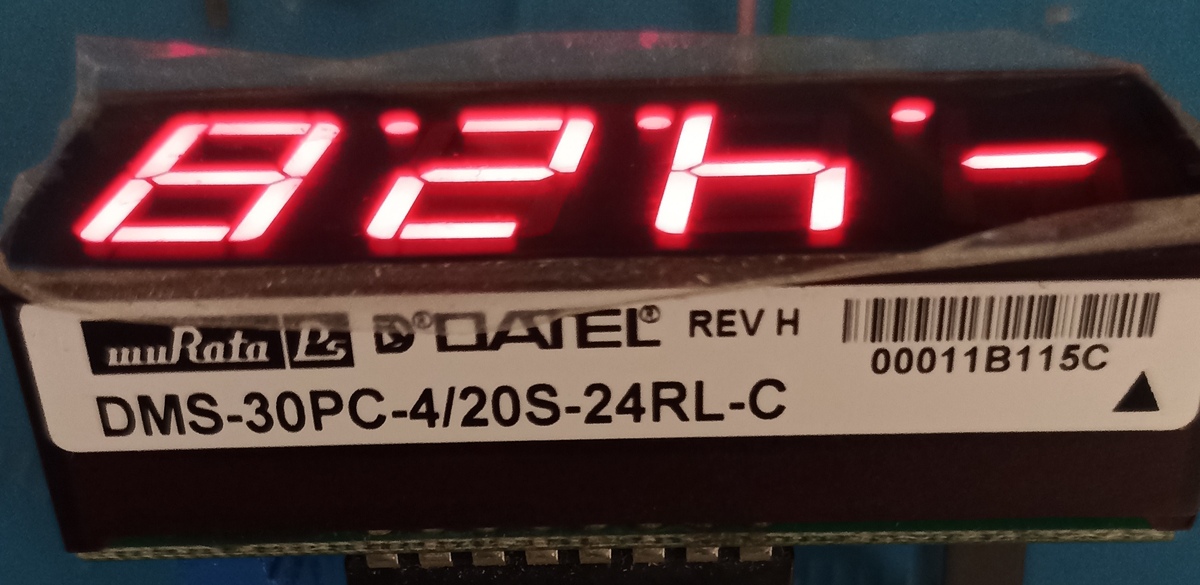 82h-
muRata Ps DATEL® REV H
00011B115C
DMS-30PC-4/20S-24RL-C